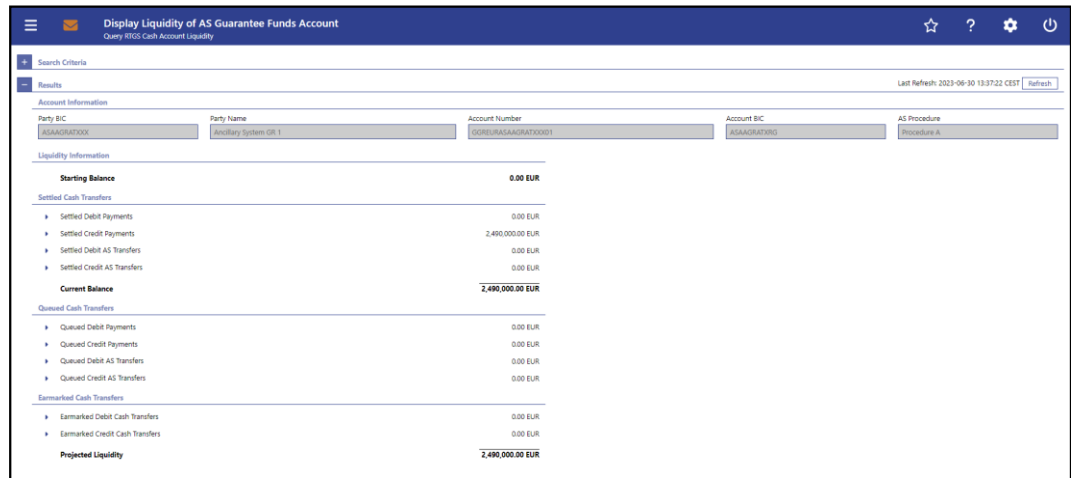 Display Liquidity of AS Guarantee Funds Account
Query RTGS Cash Account Liquidity
Search Criteria
Results Last Refresh: 2023-06-30 13:37:22 CEST Refresh
Account Information
Party BIC Party Name Account Number Account BIC AS Procedure
ASAAGRATXXX Ancillary System GR 1 GGREURASAAGRATXXX01 ASAAGRATXRG Procedure A
Liquidity Information
Starting Balance 0.00 EUR
Settled Cash Transfers
Settled Debit Payments 0.00 EUR
Settled Credit Payments 2,490,000.00 EUR
Settled Debit AS Transfers 0.00 EUR
Settled Credit AS Transfers 0.00 EUR
Current Balance 2,490,000.00 EUR
Queued Cash Transfers
Queued Debit Payments 0.00 EUR
Queued Credit Payments 0.00 EUR
Queued Debit AS Transfers 0.00 EUR
Queued Credit AS Transfers 0.00 EUR
Earmarked Cash Transfers
Earmarked Debit Cash Transfers 0.00 EUR
Earmarked Credit Cash Transfers 0.00 EUR
Projected Liquidity 2,490,000.00 EUR